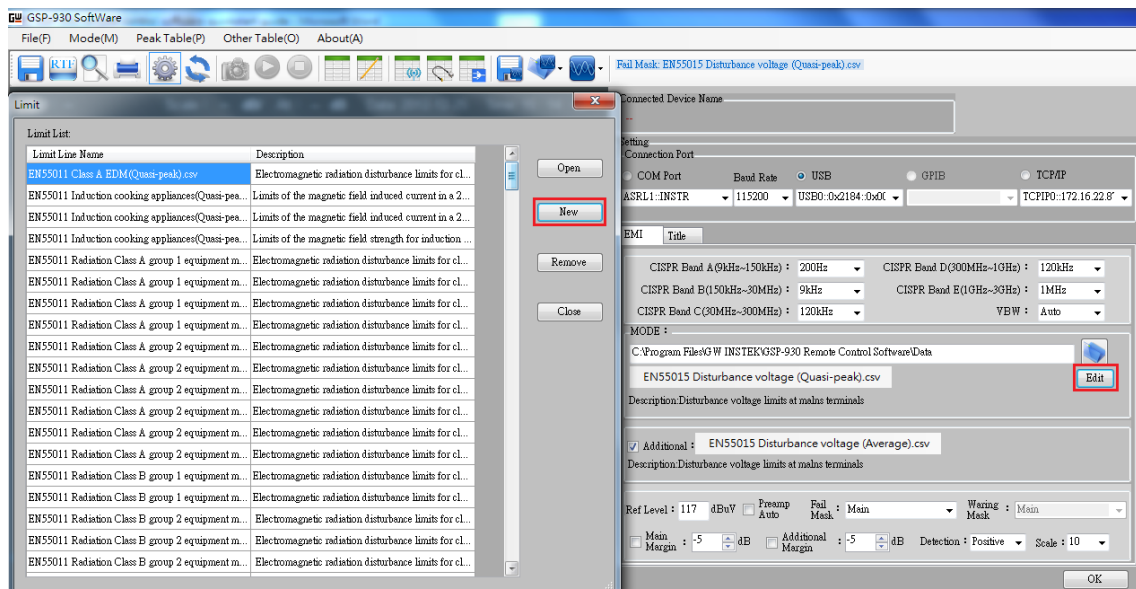 GW GSP-930 SoftWare
File(F) Mode(M) Peak Table(P) Other Table(O) About(A)
RTF
Fail Mask: EN55015 Disturbance voltage (Quasi-peak).csv
Limit
Limit List:
Limit Line Name Description
EN55011 Class A EDM(Quasi-peak).csv Electromagnetic radiation disturbance limits for cl...
EN55011 Induction cooking appliances(Quasi-pea... Limits of the magnetic field induced current in a 2...
EN55011 Induction cooking appliances(Quasi-pea... Limits of the magnetic field induced current in a 2...
EN55011 Induction cooking appliances(Quasi-pea... Limits of the magnetic field strength for induction ...
EN55011 Radiation Class A group 1 equipment m... Electromagnetic radiation disturbance limits for cl...
EN55011 Radiation Class A group 1 equipment m... Electromagnetic radiation disturbance limits for cl...
EN55011 Radiation Class A group 1 equipment m... Electromagnetic radiation disturbance limits for cl...
EN55011 Radiation Class A group 1 equipment m... Electromagnetic radiation disturbance limits for cl...
EN55011 Radiation Class A group 2 equipment m... Electromagnetic radiation disturbance limits for cl...
EN55011 Radiation Class A group 2 equipment m... Electromagnetic radiation disturbance limits for cl...
EN55011 Radiation Class A group 2 equipment m... Electromagnetic radiation disturbance limits for cl...
EN55011 Radiation Class A group 2 equipment m... Electromagnetic radiation disturbance limits for cl...
EN55011 Radiation Class A group 2 equipment m... Electromagnetic radiation disturbance limits for cl...
EN55011 Radiation Class A group 2 equipment m... Electromagnetic radiation disturbance limits for cl...
EN55011 Radiation Class B group 1 equipment m... Electromagnetic radiation disturbance limits for cl...
EN55011 Radiation Class B group 1 equipment m... Electromagnetic radiation disturbance limits for cl...
EN55011 Radiation Class B group 2 equipment m... Electromagnetic radiation disturbance limits for cl...
EN55011 Radiation Class B group 2 equipment m... Electromagnetic radiation disturbance limits for cl...
EN55011 Radiation Class B group 2 equipment m... Electromagnetic radiation disturbance limits for cl...
Open
New
Remove
Close
Connected Device Name
--
Setting
Connection Port
COM Port Baud Rate USB GPIB TCP/IP
ASRL1::INSTR 115200 USB0::0x2184::0x00 TCPIP0::172.16.22.8
EMI Title
CISPR Band A(9kHz~150kHz) : 200Hz CISPR Band D(300MHz~1GHz) : 120kHz
CISPR Band B(150kHz~30MHz) : 9kHz CISPR Band E(1GHz~3GHz) : 1MHz
CISPR Band C(30MHz~300MHz) : 120kHz VBW : Auto
MODE :
C:\Program Files\GW INSTEK\GSP-930 Remote Control Software\Data
EN55015 Disturbance voltage (Quasi-peak).csv Edit
Description:Disturbance voltage limits at malns terminals
Additional : EN55015 Disturbance voltage (Average).csv
Description:Disturbance voltage limits at malns terminals
Ref Level : 117 dBuV Preamp Auto Fail Mask : Main Waring Mask : Main
Main Margin : -5 dB Additional Margin : -5 dB Detection : Positive Scale : 10
OK